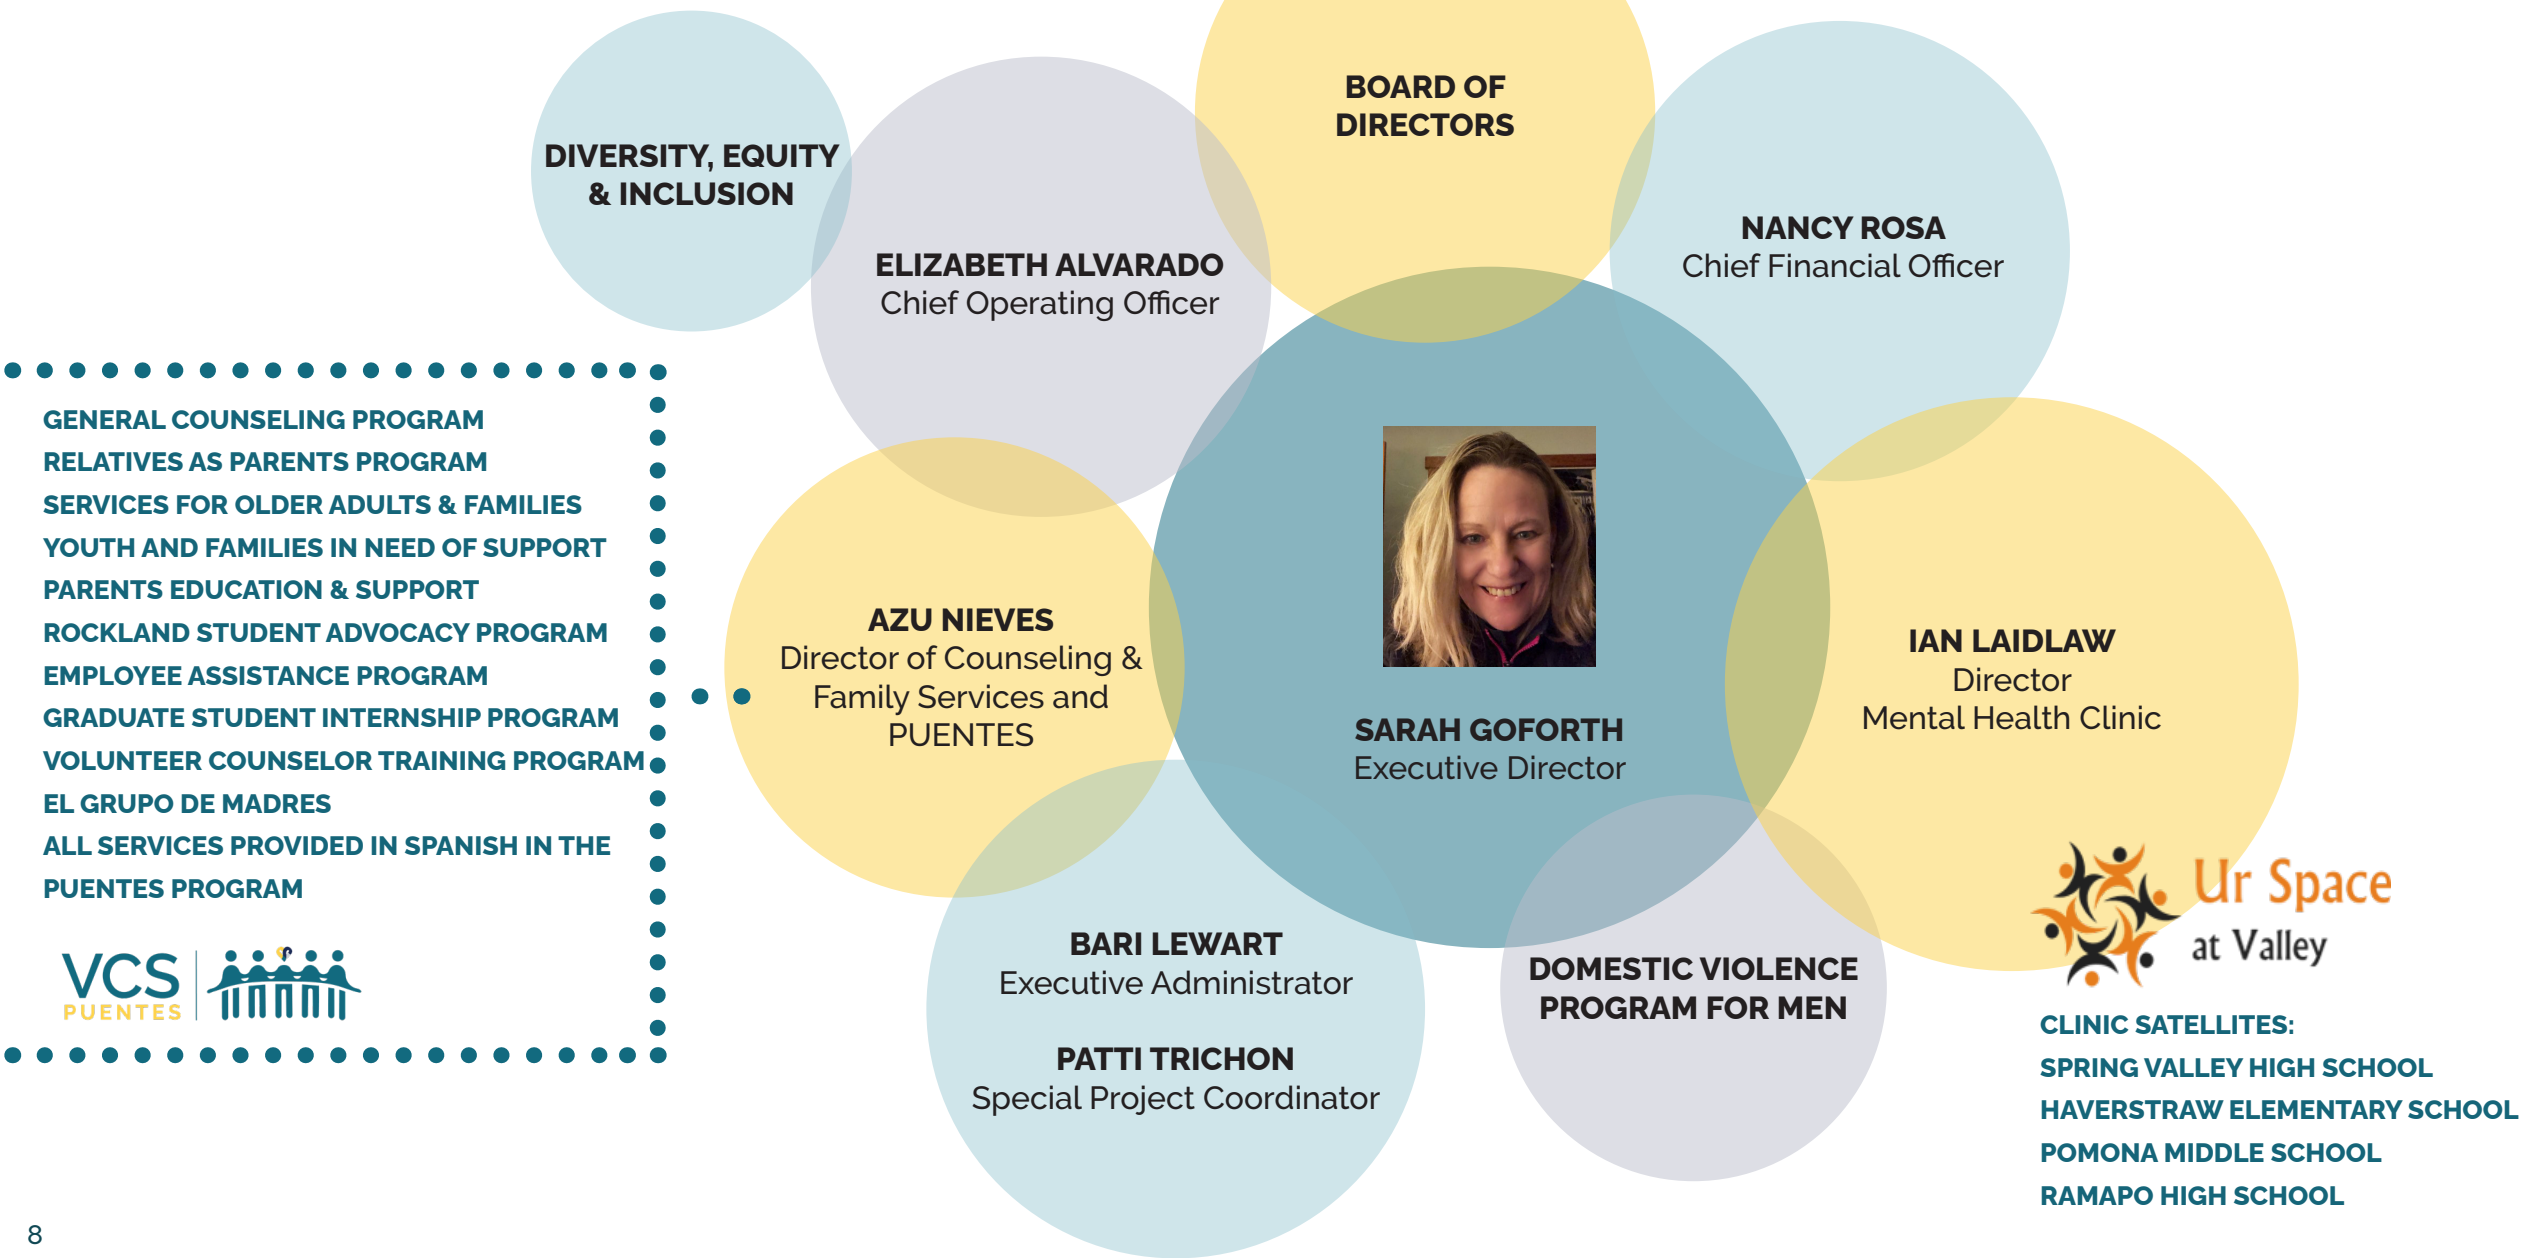 BOARD OF
DIRECTORS
DIVERSITY, EQUITY
& INCLUSION
ELIZABETH ALVARADO
Chief Operating Officer
NANCY ROSA
Chief Financial Officer
GENERAL COUNSELING PROGRAM
RELATIVES AS PARENTS PROGRAM
SERVICES FOR OLDER ADULTS & FAMILIES
YOUTH AND FAMILIES IN NEED OF SUPPORT
PARENTS EDUCATION & SUPPORT
ROCKLAND STUDENT ADVOCACY PROGRAM
EMPLOYEE ASSISTANCE PROGRAM
GRADUATE STUDENT INTERNSHIP PROGRAM
VOLUNTEER COUNSELOR TRAINING PROGRAM
EL GRUPO DE MADRES
ALL SERVICES PROVIDED IN SPANISH IN THE
PUENTES PROGRAM
VCS
PUENTES
AZU NIEVES
Director of Counseling &
Family Services and
PUENTES
SARAH GOFORTH
Executive Director
IAN LAIDLAW
Director
Mental Health Clinic
BARI LEWART
Executive Administrator
PATTI TRICHON
Special Project Coordinator
DOMESTIC VIOLENCE
PROGRAM FOR MEN
Ur Space
at Valley
CLINIC SATELLITES:
SPRING VALLEY HIGH SCHOOL
HAVERSTRAW ELEMENTARY SCHOOL
POMONA MIDDLE SCHOOL
RAMAPO HIGH SCHOOL
8